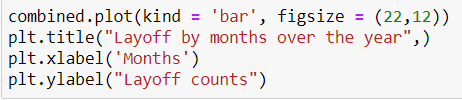 combined.plot(kind = 'bar', figsize = (22,12))
plt.title("Layoff by months over the year",)
plt.xlabel('Months')
plt.ylabel("Layoff counts")